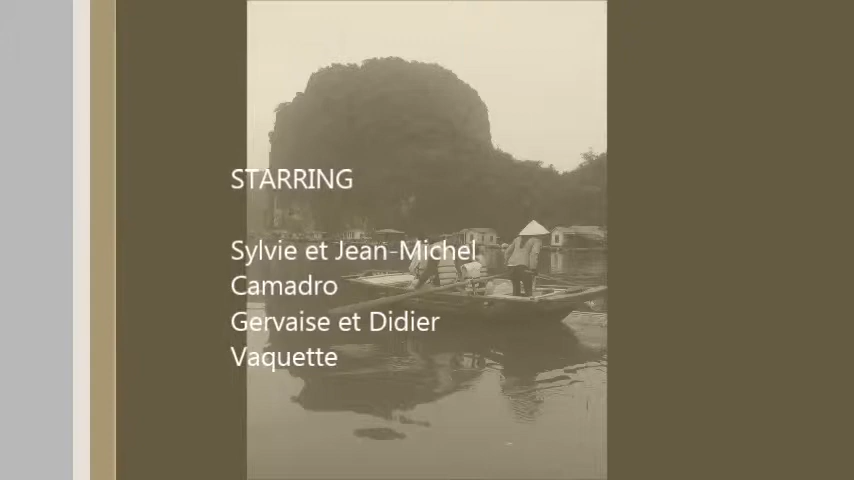 STARRING
Sylvie et Jean-Michel
Camadro
Gervaise et Didier
Vaquette